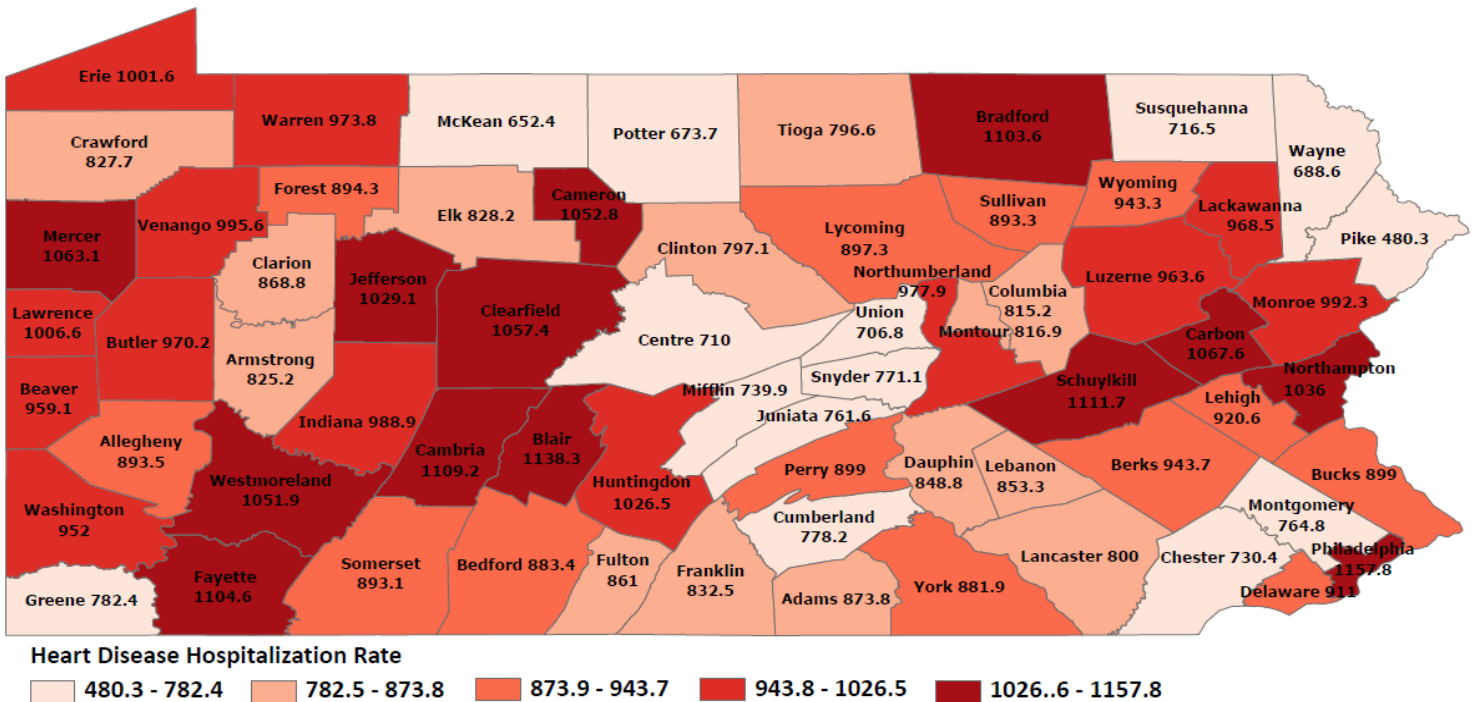 Erie 1001.6
Warren 973.8
McKean 652.4
Potter 673.7
Tioga 796.6
Bradford
1103.6
Susquehanna
716.5
Wayne
688.6
Crawford
827.7
Forest 894.3
Cameron
1052.8
Elk 828.2
Sullivan
893.3
Wyoming
943.3
Lackawanna
968.5
Pike 480.3
Mercer
1063.1
Venango 995.6
Clarion
868.8
Jefferson
1029.1
Clearfield
1057.4
Clinton 797.1
Lycoming
897.3
Northumberland
977.9
Columbia
815.2
816.9
Montour
Luzerne 963.6
Monroe 992.3
Lawrence
1006.6
Butler 970.2
Armstrong
825.2
Centre 710
Union
706.8
Carbon
1067.6
Northampton
1036
Beaver
959.1
Indiana 988.9
Mifflin 739.9
Snyder 771.1
Schuylkill
1111.7
Lehigh
920.6
Allegheny
893.5
Cambria
1109.2
Blair
1138.3
Juniata 761.6
Westmoreland
1051.9
Huntingdon
1026.5
Perry 899
Dauphin
848.8
Lebanon
853.3
Berks 943.7
Bucks 899
Washington
952
Cumberland
778.2
Montgomery
764.8
Greene 782.4
Fayette
1104.6
Somerset
893.1
Bedford 883.4
Fulton
861
Franklin
832.5
Adams 873.8
York 881.9
Lancaster 800
Chester 730.4
Philadelphia
1157.8
Delaware 911
Heart Disease Hospitalization Rate
480.3 - 782.4
782.5 - 873.8
873.9 - 943.7
943.8 - 1026.5
1026..6 - 1157.8